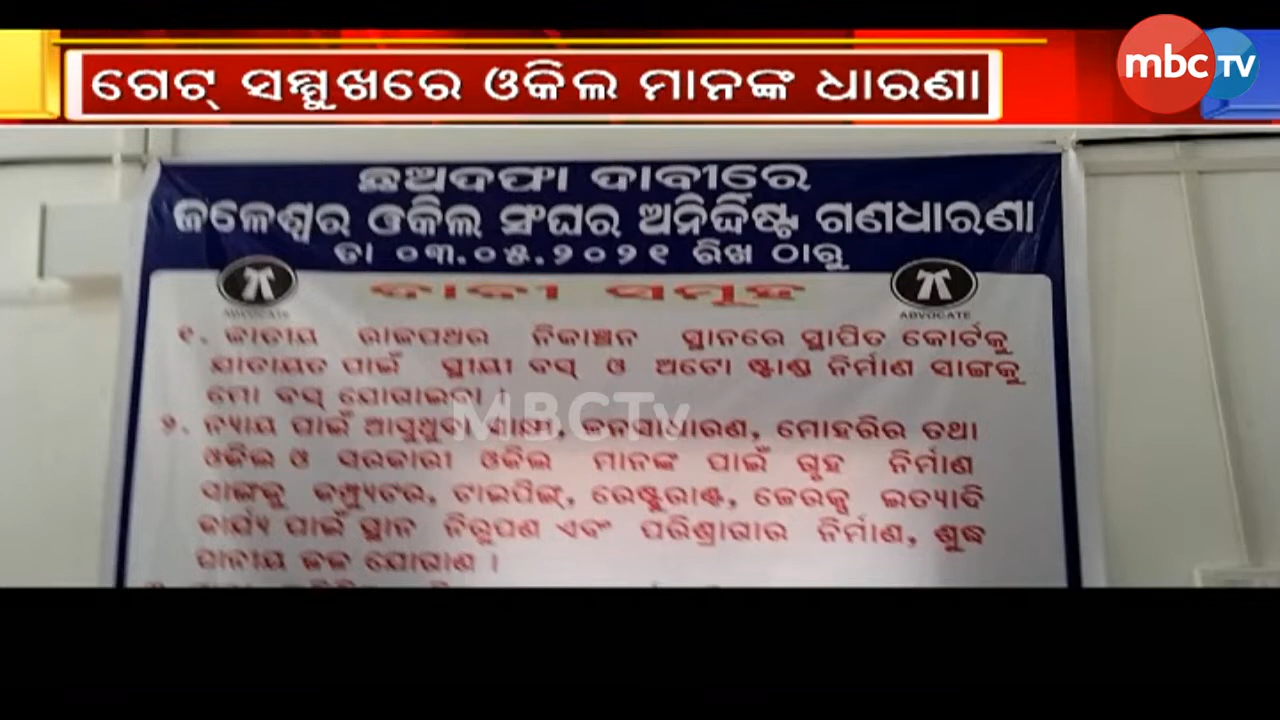 ଗେଟ୍ ସମ୍ମୁଖରେ ଓକିଲ ମାନଙ୍କ ଧାରଣା
mbc TV
ଛଅଦଫା ଦାବୀରେ
ଜଳେଶ୍ୱର ଓକିଲ ସଂଘର ଅନିର୍ଦ୍ଦିଷ୍ଟ ଗଣଧାରଣା
ତା ୦୩.୦୫.୨୦୨୧ ରିଖ ଠାରୁ
ଦାବୀ ସମୂହ
ADVOCATE
ADVOCATE
୧. ଜାତୀୟ ରାଜପଥର ନିକାଞ୍ଚନ ସ୍ଥାନରେ ସ୍ଥାପିତ କୋର୍ଟକୁ
ଯାତାୟତ ପାଇଁ ସ୍ଥାୟୀ ବସ୍ ଓ ଅଟୋ ଷ୍ଟାଣ୍ଡ ନିର୍ମାଣ ସାଙ୍ଗକୁ
ମୋ ବସ୍ ଯୋଗାଇବା ।
୨. ନ୍ୟାୟ ପାଇଁ ଆସୁଥିବା ସାକ୍ଷୀ, ଜନସାଧାରଣ, ମୋହରିର ତଥା
ଓକିଲ ଓ ସରକାରୀ ଓକିଲ ମାନଙ୍କ ପାଇଁ ଗୃହ ନିର୍ମାଣ
ସାଙ୍ଗକୁ କମ୍ପ୍ୟୁଟର, ଟାଇପିଙ୍ଗ୍, ରେଷ୍ଟୁରାଣ୍ଟ, ଜେରକ୍ସ ଇତ୍ୟାଦି
କାର୍ଯ୍ୟ ପାଇଁ ସ୍ଥାନ ନିରୂପଣ ଏବଂ ପରିଶ୍ରାଗାର ନିର୍ମାଣ, ଶୁଦ୍ଧ
ପାନୀୟ ଜଳ ଯୋଗାଣ ।
MBCTv